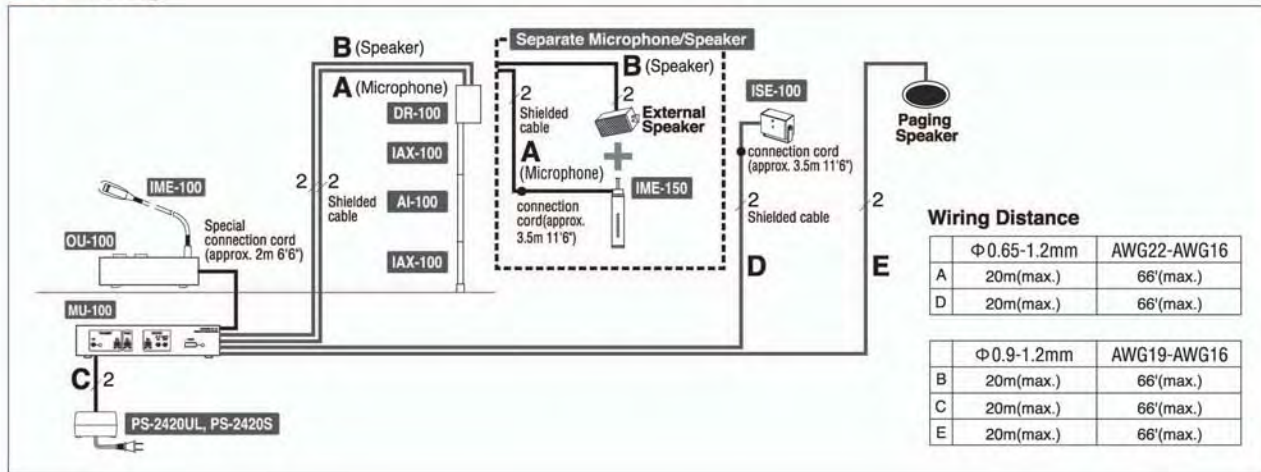 Separate Microphone/Speaker
B (Speaker)
A (Microphone)
DR-100
IAX-100
AI-100
IAX-100
2
2
Shielded
cable
IME-100
OU-100
Special
connection cord
(approx. 2m 6'6")
MU-100
C
2
PS-2420UL, PS-2420S
B (Speaker)
2
Shielded
cable
2
External
Speaker
A
(Microphone)
IME-150
connection
cord(approx.
3.5m 11'6")
ISE-100
connection cord
(approx. 3.5m 11'6")
2
Shielded cable
D
E
2
Paging
Speaker
Wiring Distance
Φ0.65-1.2mm AWG22-AWG16
A 20m(max.) 66'(max.)
D 20m(max.) 66'(max.)
Φ0.9-1.2mm AWG19-AWG16
B 20m(max.) 66'(max.)
C 20m(max.) 66'(max.)
E 20m(max.) 66'(max.)